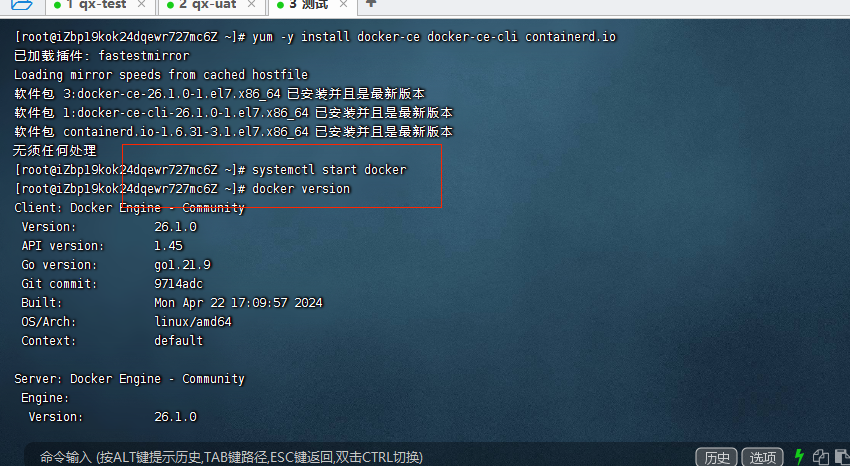 1 qx-test × 2 qx-uat × 3 测试 × +
[root@iZbp19kok24dqewr727mc6Z ~]# yum -y install docker-ce docker-ce-cli containerd.io
已加载插件: fastestmirror
Loading mirror speeds from cached hostfile
软件包 3:docker-ce-26.1.0-1.el7.x86_64 已安装并且是最新版本
软件包 1:docker-ce-cli-26.1.0-1.el7.x86_64 已安装并且是最新版本
软件包 containerd.io-1.6.31-3.1.el7.x86_64 已安装并且是最新版本
无须任何处理
[root@iZbp19kok24dqewr727mc6Z ~]# systemctl start docker
[root@iZbp19kok24dqewr727mc6Z ~]# docker version
Client: Docker Engine - Community
Version: 26.1.0
API version: 1.45
Go version: go1.21.9
Git commit: 9714adc
Built: Mon Apr 22 17:09:57 2024
OS/Arch: linux/amd64
Context: default
Server: Docker Engine - Community
Engine:
Version: 26.1.0
命令输入 (按ALT键提示历史,TAB键路径,ESC键返回,双击CTRL切换) 历史 选项